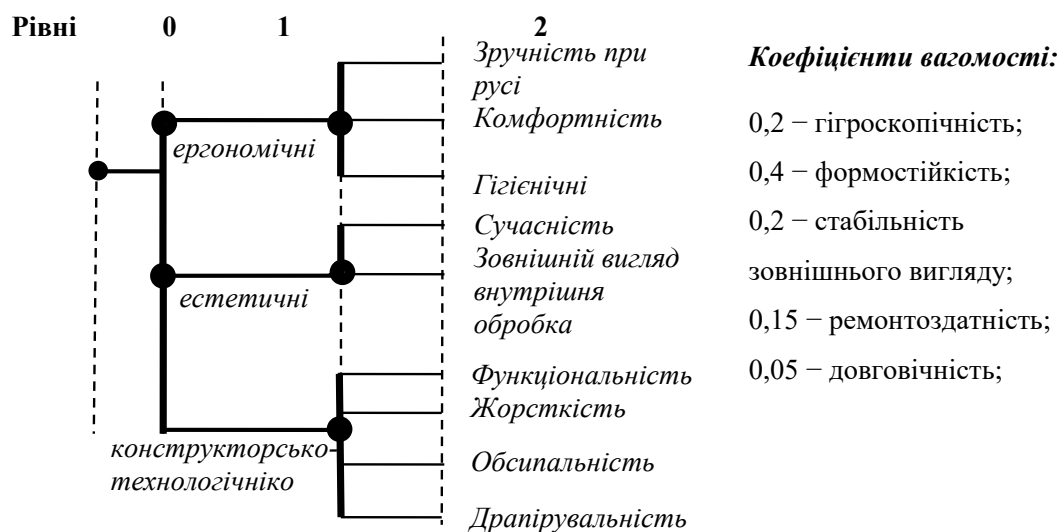 Рівні 0 1 2
Зручність при
русі
Комфортність
ергономічні
Гігієнічні
Сучасність
Зовнішній вигляд
внутрішня
обробка
естетичні
Функціональність
Жорсткість
конструкторсько-
технологічніко
Обсипальність
Драпірувальність
Коефіцієнти вагомості:
0,2 − гігроскопічність;
0,4 − формостійкість;
0,2 − стабільність
зовнішнього вигляду;
0,15 − ремонтоздатність;
0,05 − довговічність;